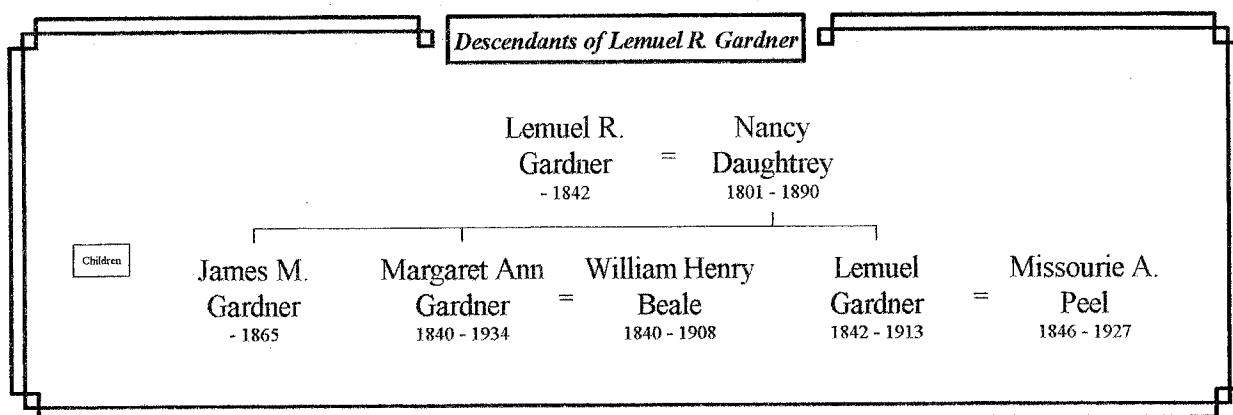 Descendants of Lemuel R. Gardner
Lemuel R. Gardner
- 1842
=
Nancy Daughtrey
1801 - 1890
Children
James M. Gardner
- 1865
Margaret Ann Gardner
1840 - 1934
=
William Henry Beale
1840 - 1908
Lemuel Gardner
1842 - 1913
=
Missourie A. Peel
1846 - 1927